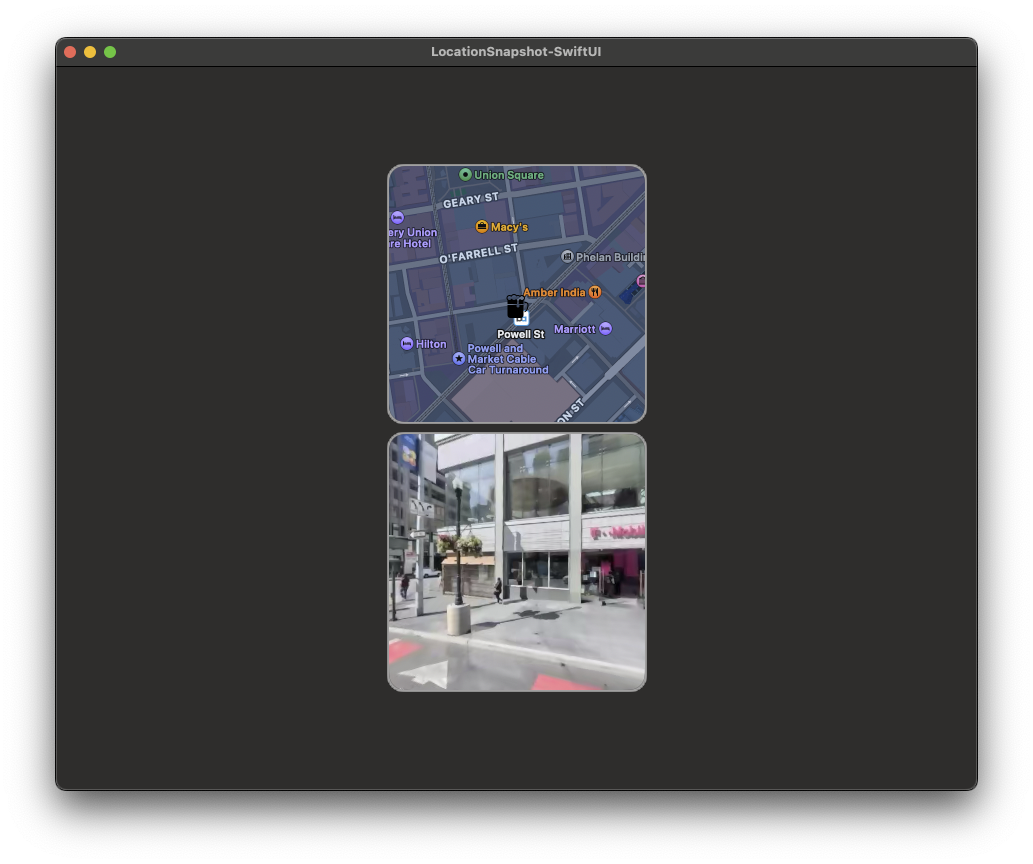 LocationSnapshot-SwiftUI
Union Square
GEARY ST
Macy's
ery Union
re Hotel
O'FARRELL ST
Phelan Buildi
Amber India
Powell St
Marriott
Hilton
Powell and
Market Cable
Car Turnaround
ON ST
T-Mobil